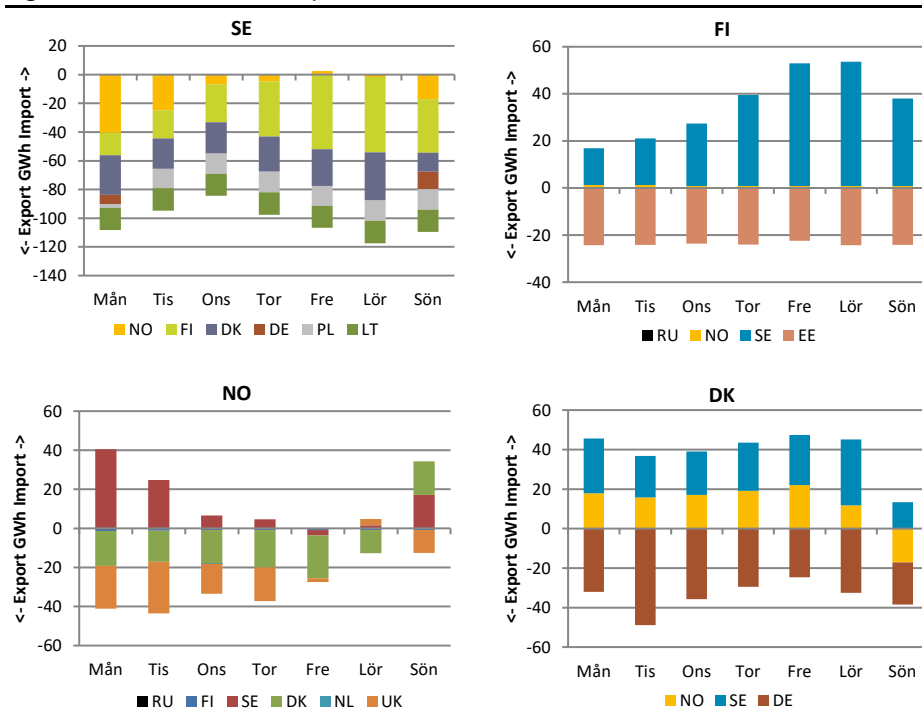 SE
20
0
-20
-40
-60
-80
-100
-120
-140
<- Export GWh Import ->
Mån Tis Ons Tor Fre Lör Sön
NO FI DK DE PL LT
FI
60
40
20
0
-20
-40
<- Export GWh Import ->
Mån Tis Ons Tor Fre Lör Sön
RU NO SE EE
NO
60
40
20
0
-20
-40
-60
<- Export GWh Import ->
Mån Tis Ons Tor Fre Lör Sön
RU FI SE DK NL UK
DK
60
40
20
0
-20
-40
-60
<- Export GWh Import ->
Mån Tis Ons Tor Fre Lör Sön
NO SE DE